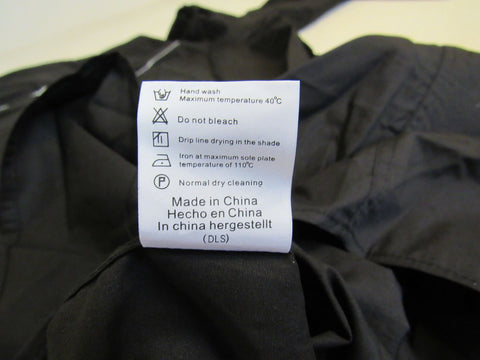 Hand wash
Maximum temperature 40°C
Do not bleach
Drip line drying in the shade
Iron at maximum sole plate
temperature of 110°C
P Normal dry cleaning
Made in China
Hecho en China
In china hergestellt
(DLS)